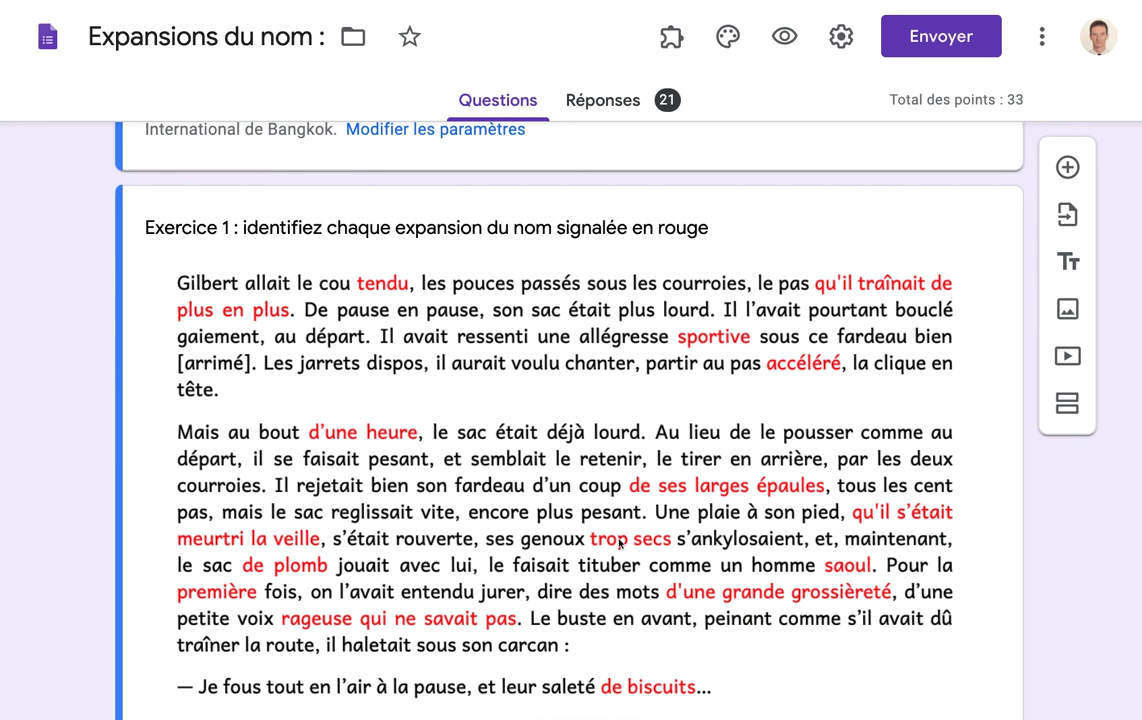 Expansions du nom :
Envoyer
Questions
Réponses
21
Total des points : 33
International de Bangkok. Modifier les paramètres
Exercice 1 : identifiez chaque expansion du nom signalée en rouge
Gilbert allait le cou tendu, les pouces passés sous les courroies, le pas qu'il traînait de
plus en plus. De pause en pause, son sac était plus lourd. Il l'avait pourtant bouclé
gaiement, au départ. Il avait ressenti une allégresse sportive sous ce fardeau bien
[arrimé]. Les jarrets dispos, il aurait voulu chanter, partir au pas accéléré, la clique en
tête.
Mais au bout d'une heure, le sac était déjà lourd. Au lieu de le pousser comme au
départ, il se faisait pesant, et semblait le retenir, le tirer en arrière, par les deux
courroies. Il rejetait bien son fardeau d'un coup de ses larges épaules, tous les cent
pas, mais le sac reglissait vite, encore plus pesant. Une plaie à son pied, qu'il s'était
meurtri la veille, s'était rouverte, ses genoux trop secs s'ankylosaient, et, maintenant,
le sac de plomb jouait avec lui, le faisait tituber comme un homme saoul. Pour la
première fois, on l'avait entendu jurer, dire des mots d'une grande grossièreté, d'une
petite voix rageuse qui ne savait pas. Le buste en avant, peinant comme s'il avait dû
traîner la route, il haletait sous son carcan :
— Je fous tout en l'air à la pause, et leur saleté de biscuits...